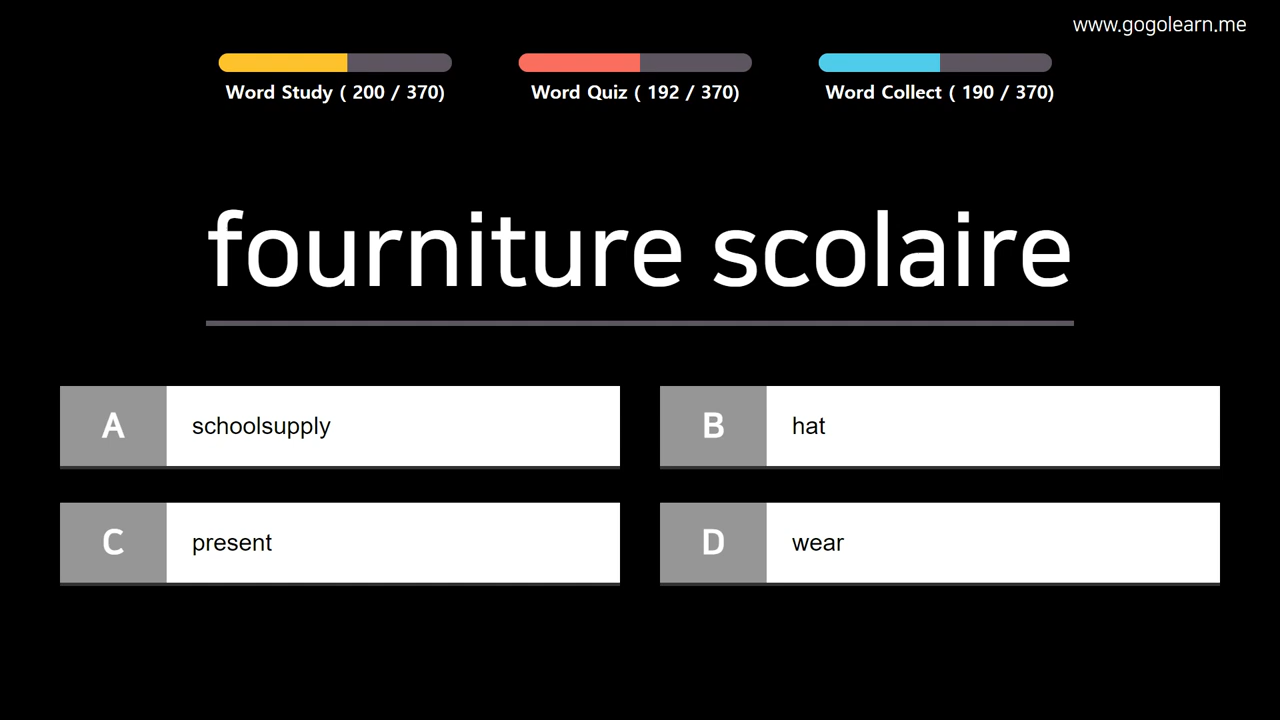 www.gogolearn.me
Word Study ( 200 / 370)
Word Quiz ( 192 / 370)
Word Collect ( 190 / 370)
fourniture scolaire
A schoolsupply
B hat
C present
D wear